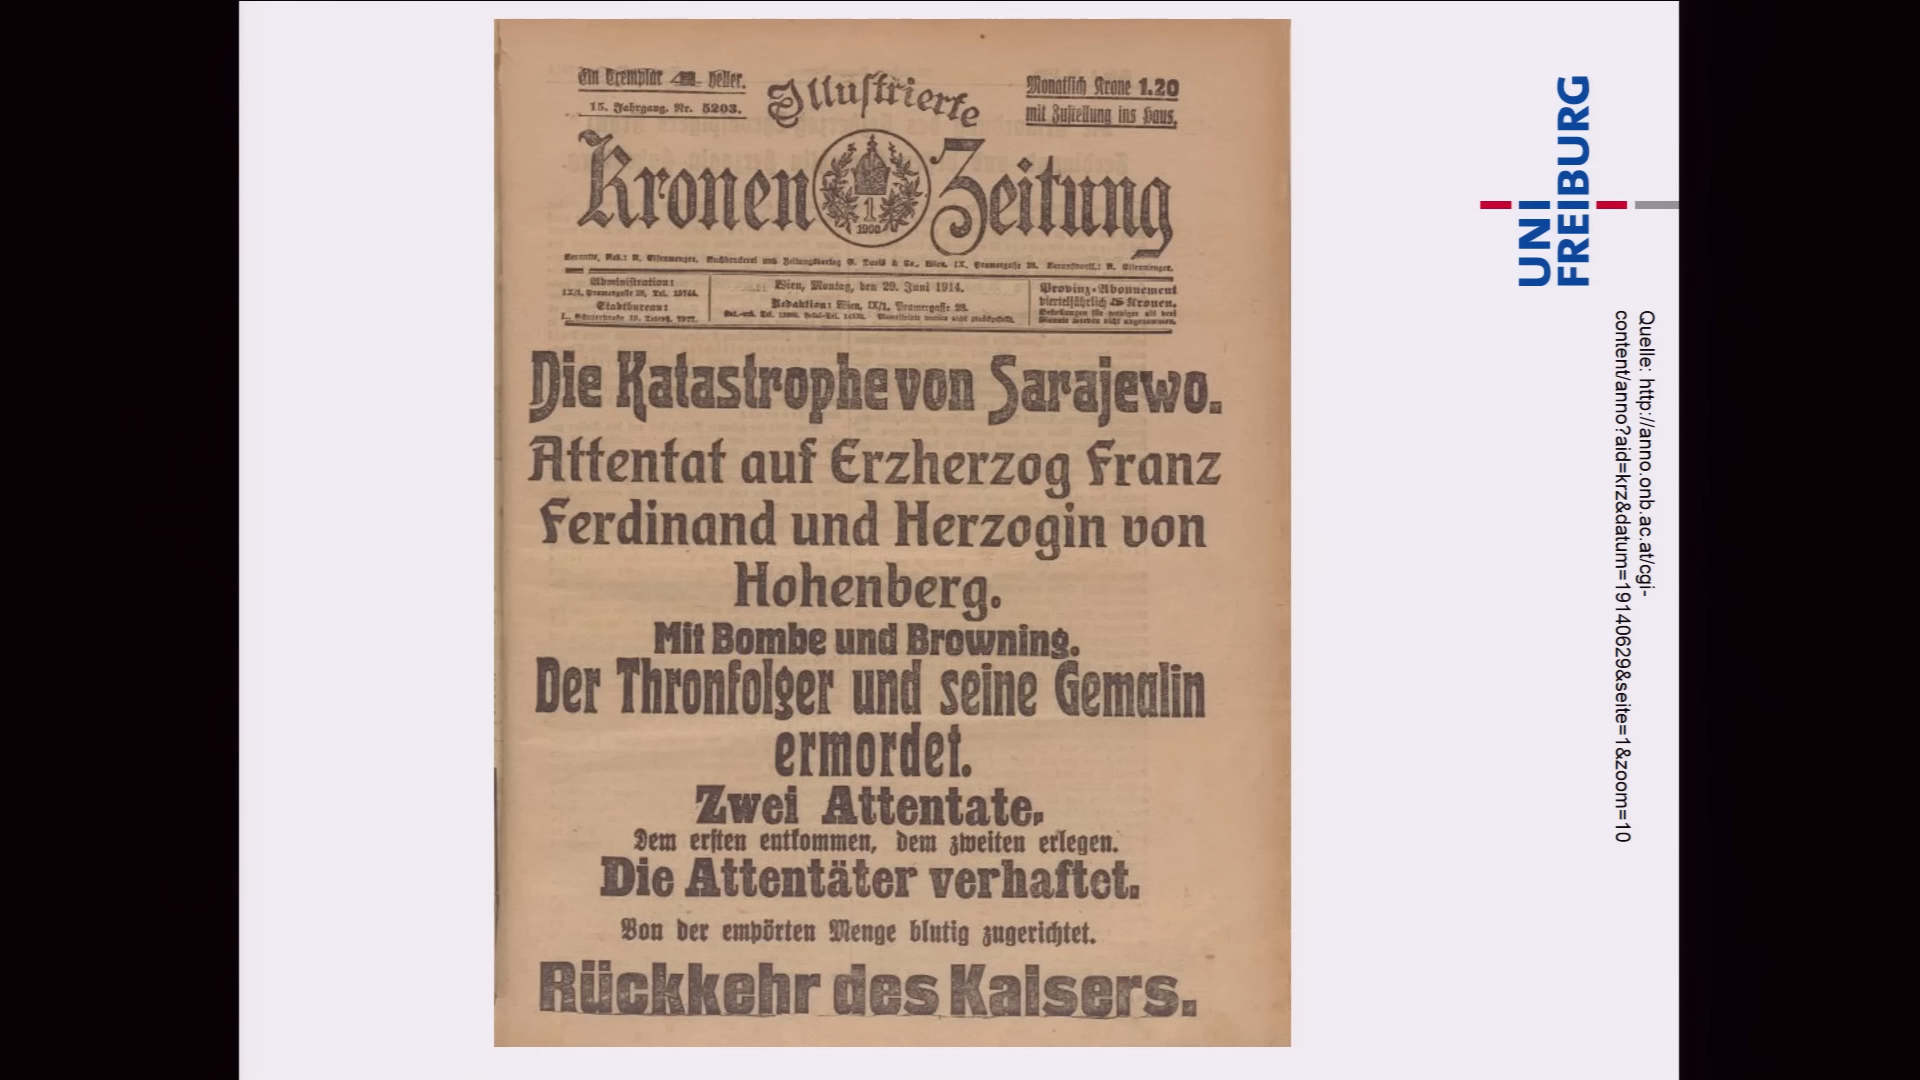 Ein Exemplar Heller.
15. Jahrgang. Nr. 5203.
Illustrierte
Monatlich Krone 1.20
mit Zustellung ins Haus.
Kronen Zeitung
1
1900
Administration:
Stadtbureau:
Wien, Montag, den 29. Juni 1914.
Redaktion: Wien, IX/1, Pramergasse 28.
Provinz-Abonnement
vierteljährlich Kronen.
Die Katastrophe von Sarajewo.
Attentat auf Erzherzog Franz
Ferdinand und Herzogin von
Hohenberg.
Mit Bombe und Browning.
Der Thronfolger und seine Gemalin
ermordet.
Zwei Attentate.
Dem ersten entkommen, dem zweiten erlegen.
Die Attentäter verhaftet.
Von der empörten Menge blutig zugerichtet.
Rückkehr des Kaisers.
UNI
FREIBURG
Quelle: http://anno.onb.ac.at/cgi-
content/anno?aid=krz&datum=19140629&seite=1&zoom=10